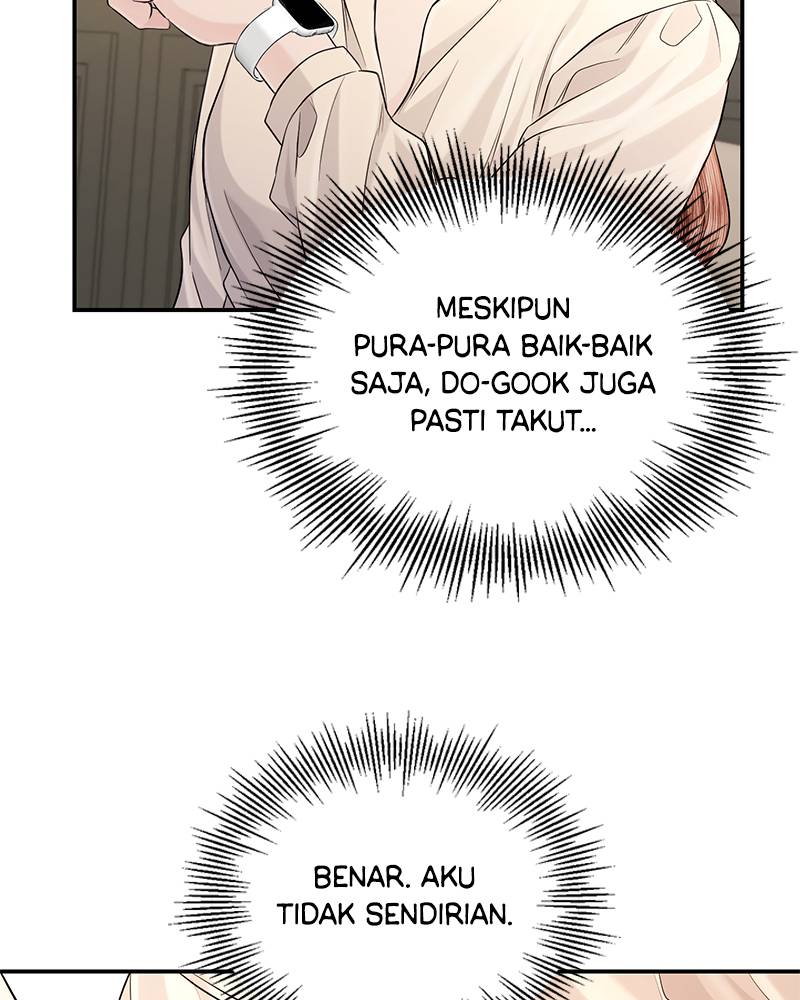 MESKIPUN
PURA-PURA BAIK-BAIK
SAJA, DO-GOOK JUGA
PASTI TAKUT...
BENAR. AKU
TIDAK SENDIRIAN.